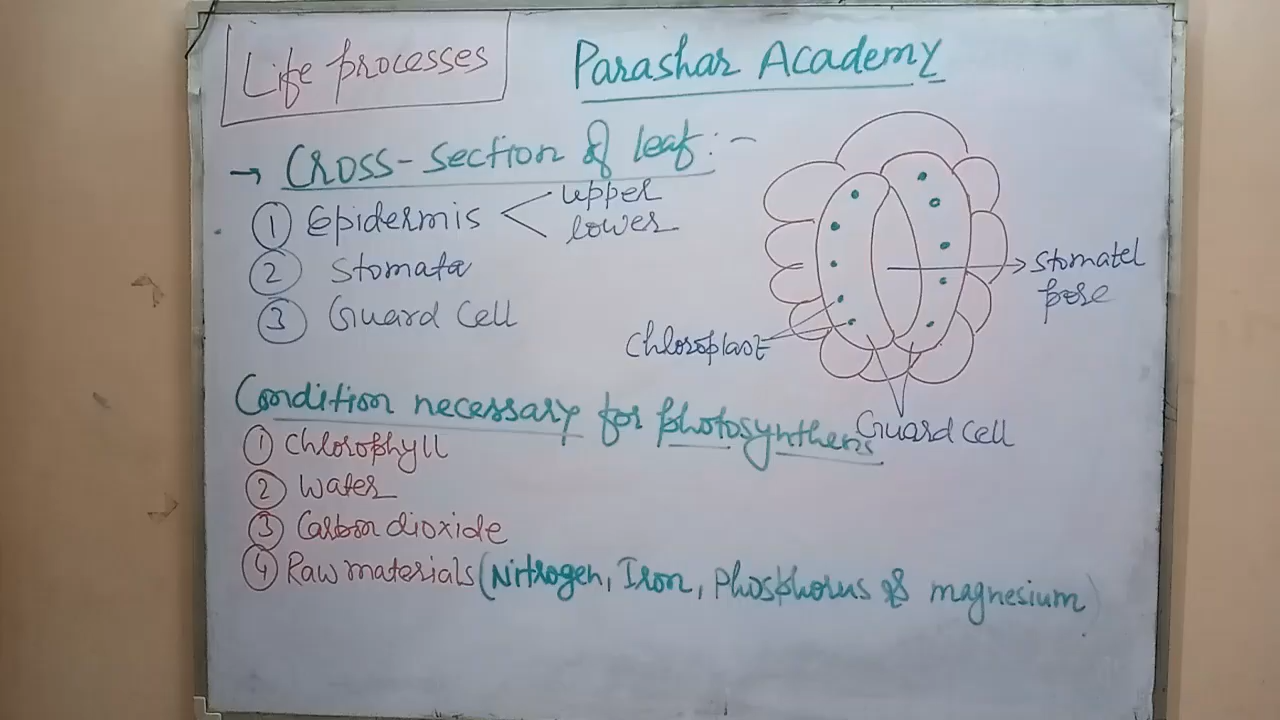 Life processes
Parashar Academy
→ Cross-section of leaf:-
① Epidermis < upper
lower
② Stomata
③ Guard Cell
Stomatel
pore
Chloroplast
Guard Cell
Condition necessary for photosynthesis
① Chlorophyll
② Water
③ Carbon dioxide
④ Raw materials (Nitrogen, Iron, Phosphorus & magnesium)